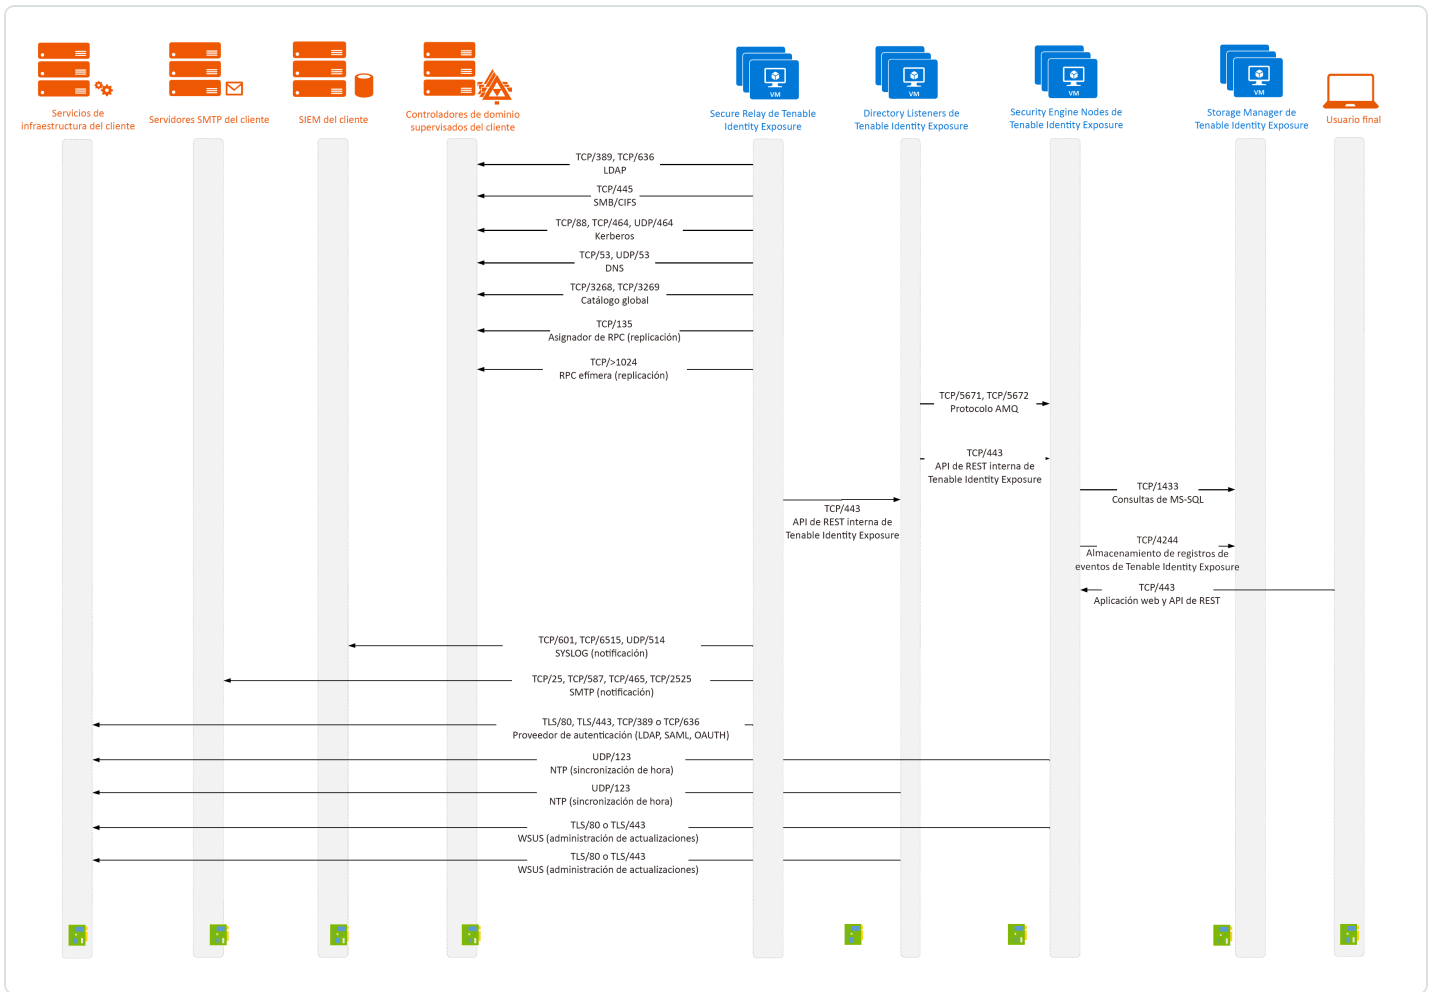 VM
VM
VM
VM
Servicios de
infraestructura del cliente
Servidores SMTP del cliente
SIEM del cliente
Controladores de dominio
supervisados del cliente
Secure Relay de Tenable
Identity Exposure
Directory Listeners de
Tenable Identity Exposure
Security Engine Nodes de
Tenable Identity Exposure
Storage Manager de
Tenable Identity Exposure
Usuario final
TCP/389, TCP/636
LDAP
TCP/445
SMB/CIFS
TCP/88, TCP/464, UDP/464
Kerberos
TCP/53, UDP/53
DNS
TCP/3268, TCP/3269
Catálogo global
TCP/135
Asignador de RPC (replicación)
TCP/>1024
RPC efímera (replicación)
TCP/5671, TCP/5672
Protocolo AMQ
TCP/443
API de REST interna de
Tenable Identity Exposure
TCP/1433
Consultas de MS-SQL
TCP/443
API de REST interna de
Tenable Identity Exposure
TCP/4244
Almacenamiento de registros de
eventos de Tenable Identity Exposure
TCP/443
Aplicación web y API de REST
TCP/601, TCP/6515, UDP/514
SYSLOG (notificación)
TCP/25, TCP/587, TCP/465, TCP/2525
SMTP (notificación)
TLS/80, TLS/443, TCP/389 o TCP/636
Proveedor de autenticación (LDAP, SAML, OAUTH)
UDP/123
NTP (sincronización de hora)
UDP/123
NTP (sincronización de hora)
TLS/80 o TLS/443
WSUS (administración de actualizaciones)
TLS/80 o TLS/443
WSUS (administración de actualizaciones)